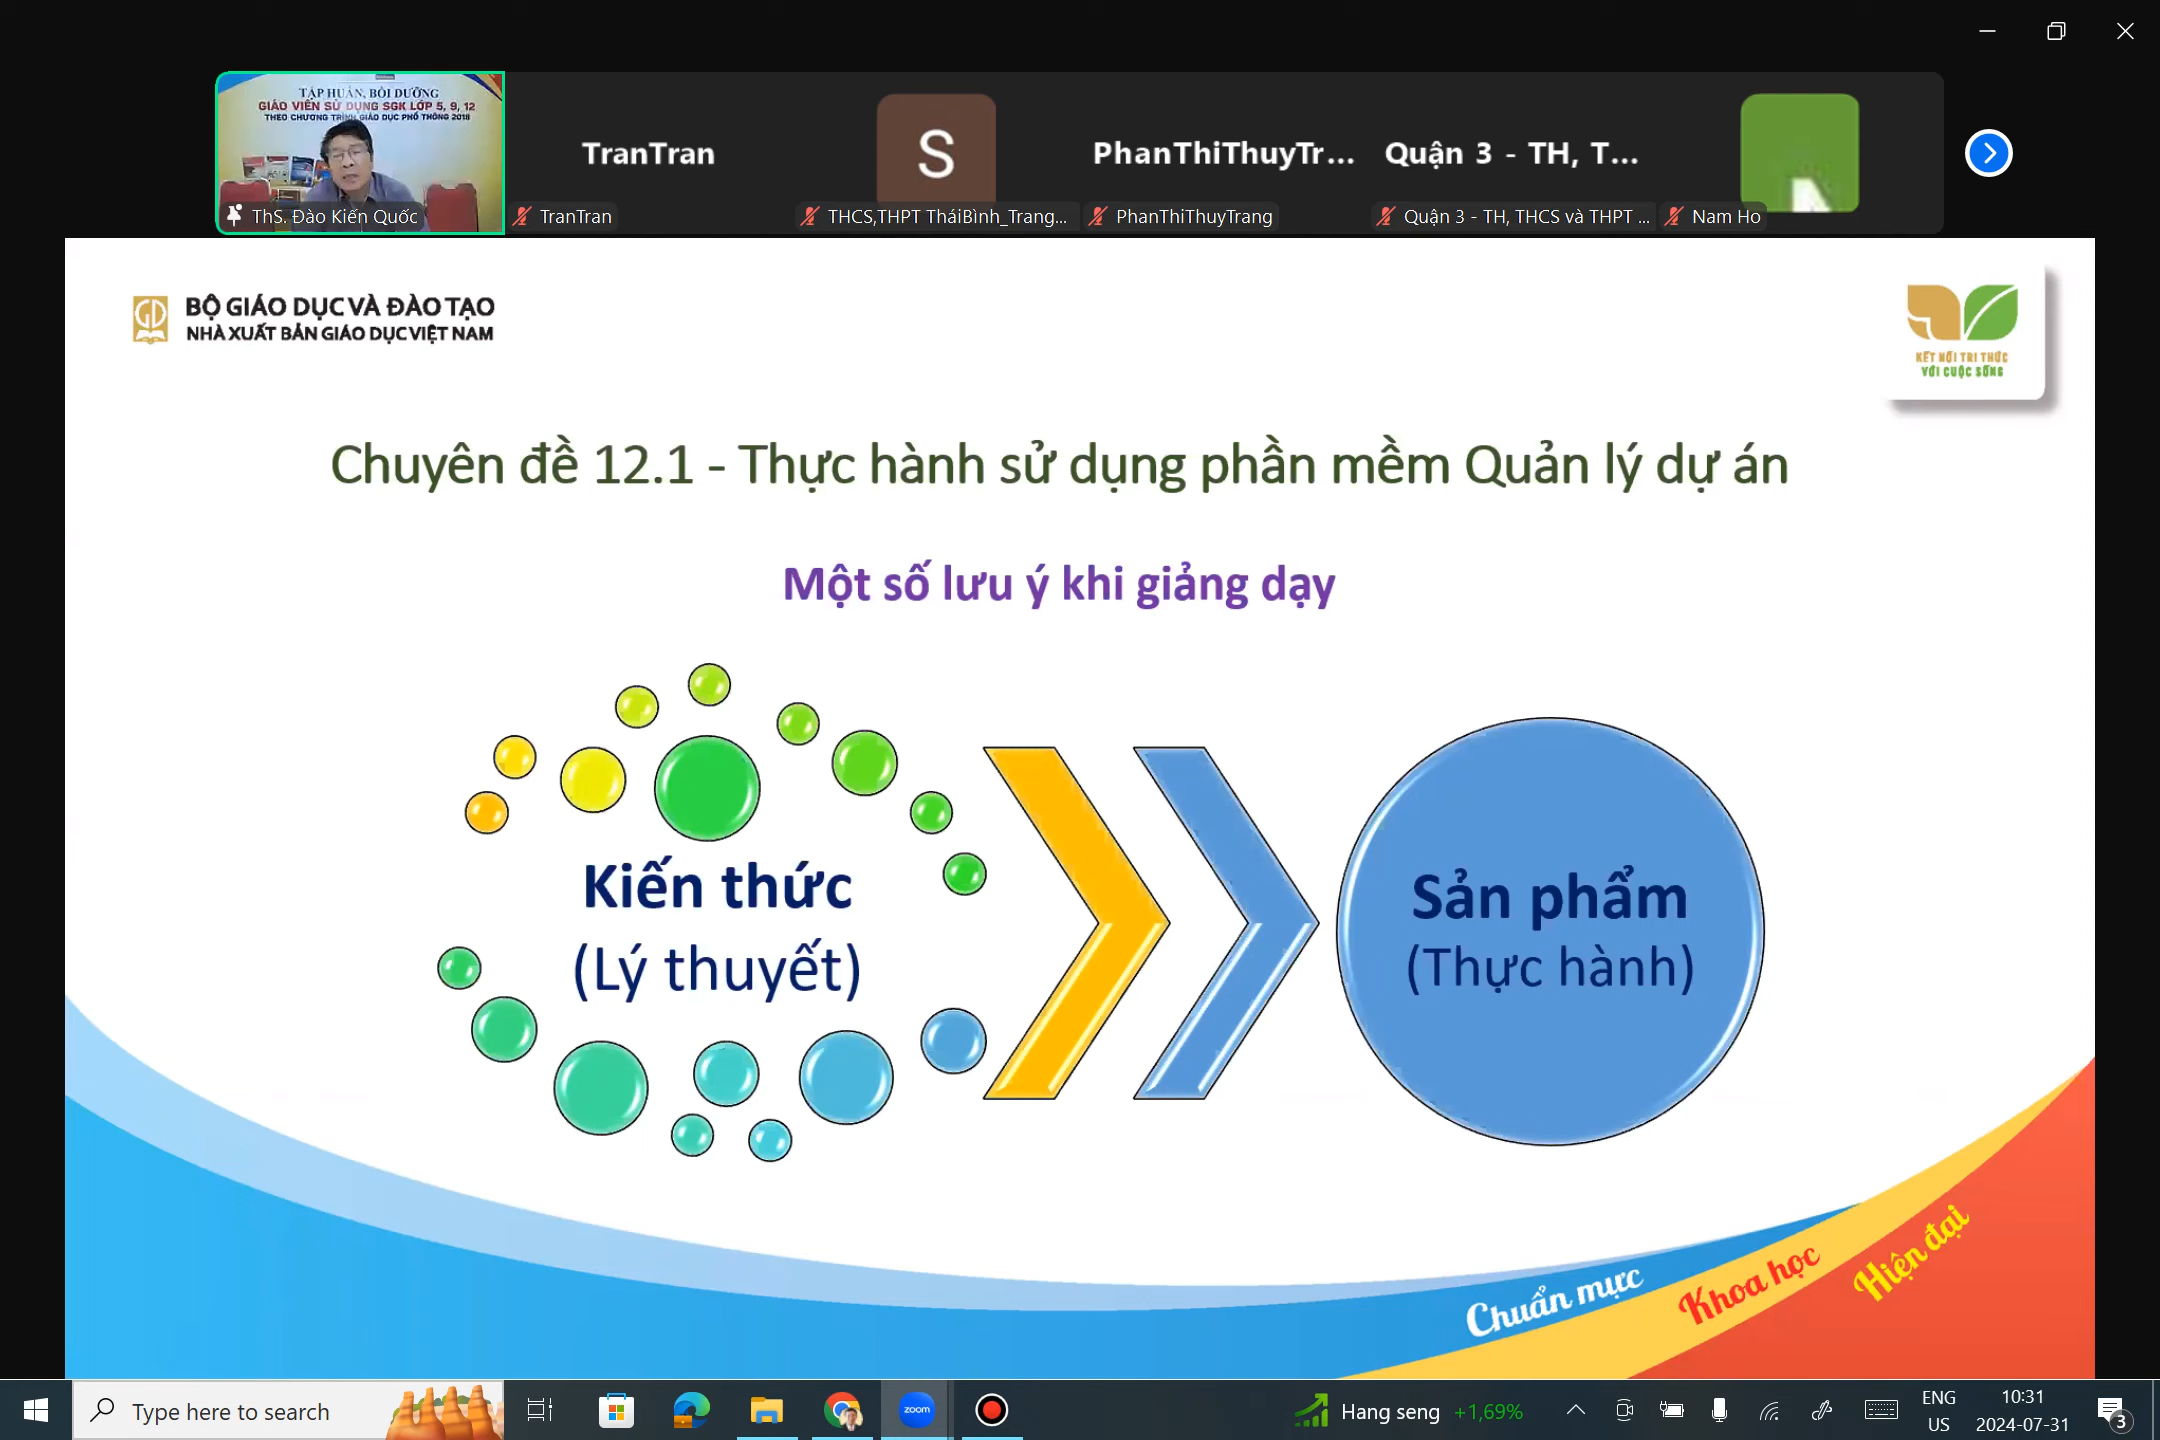 TẬP HUẤN, BỒI DƯỠNG
GIÁO VIÊN SỬ DỤNG SGK LỚP 5, 9, 12
THEO CHƯƠNG TRÌNH GIÁO DỤC PHỔ THÔNG 2018
ThS. Đào Kiến Quốc
TranTran
TranTran
S
THCS,THPT TháiBình_Trang...
PhanThiThuyTr...
PhanThiThuyTrang
Quận 3 - TH, T...
Quận 3 - TH, THCS và THPT ...
Nam Ho
BỘ GIÁO DỤC VÀ ĐÀO TẠO
NHÀ XUẤT BẢN GIÁO DỤC VIỆT NAM
KẾT NỐI TRI THỨC
VỚI CUỘC SỐNG
Chuyên đề 12.1 - Thực hành sử dụng phần mềm Quản lý dự án
Một số lưu ý khi giảng dạy
Kiến thức
(Lý thuyết)
Sản phẩm
(Thực hành)
Chuẩn mực
Khoa học
Hiện đại
Type here to search
zoom
Hang seng +1,69%
ENG
US
10:31
2024-07-31
3